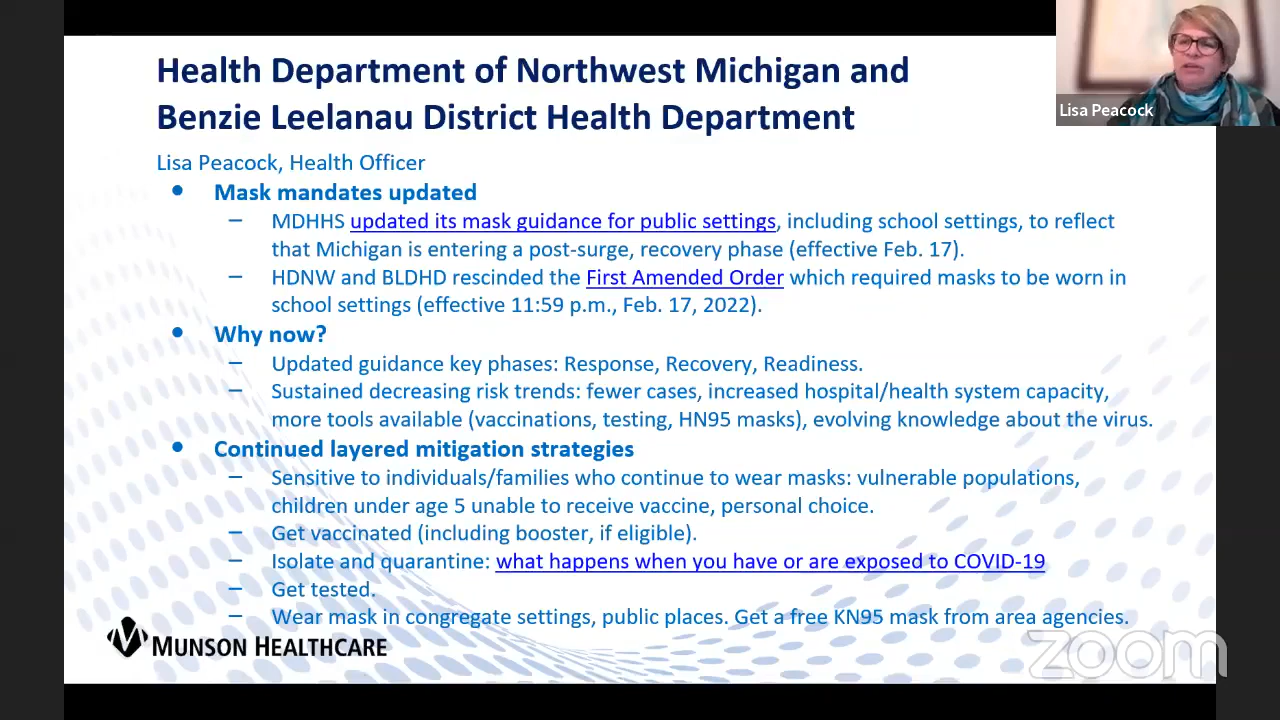 Health Department of Northwest Michigan and
Benzie Leelanau District Health Department
Lisa Peacock
Lisa Peacock, Health Officer
• Mask mandates updated
– MDHHS updated its mask guidance for public settings, including school settings, to reflect
that Michigan is entering a post-surge, recovery phase (effective Feb. 17).
– HDNW and BLDHD rescinded the First Amended Order which required masks to be worn in
school settings (effective 11:59 p.m., Feb. 17, 2022).
• Why now?
– Updated guidance key phases: Response, Recovery, Readiness.
– Sustained decreasing risk trends: fewer cases, increased hospital/health system capacity,
more tools available (vaccinations, testing, HN95 masks), evolving knowledge about the virus.
• Continued layered mitigation strategies
– Sensitive to individuals/families who continue to wear masks: vulnerable populations,
children under age 5 unable to receive vaccine, personal choice.
– Get vaccinated (including booster, if eligible).
– Isolate and quarantine: what happens when you have or are exposed to COVID-19
– Get tested.
– Wear mask in congregate settings, public places. Get a free KN95 mask from area agencies.
MUNSON HEALTHCARE
zoom